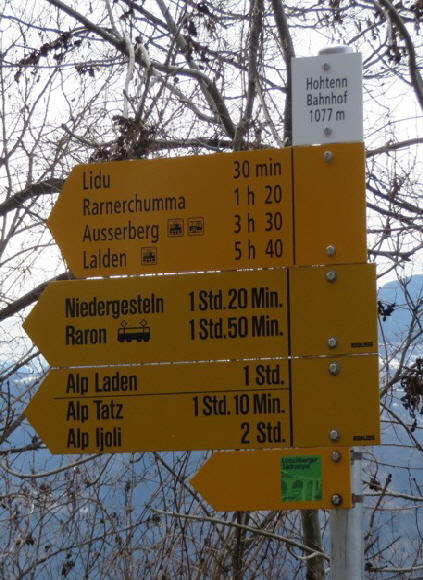 Hohtenn
Bahnhof
1077 m
Lidu 30 min
Rarnerchumma 1 h 20
Ausserberg 3 h 30
Lalden 5 h 40
Niedergesteln 1 Std. 20 Min.
Raron 1 Std. 50 Min.
Alp Laden 1 Std.
Alp Tatz 1 Std. 10 Min.
Alp Ijoli 2 Std.
Lötschberger
Südrampe